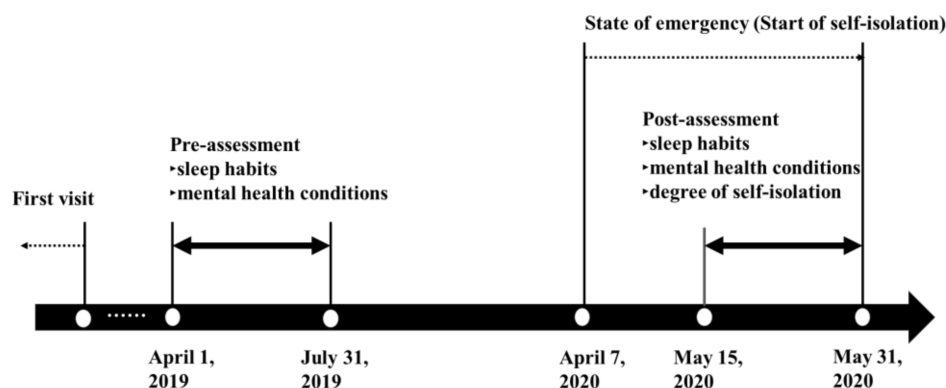 State of emergency (Start of self-isolation)
Pre-assessment
▸sleep habits
▸mental health conditions
Post-assessment
▸sleep habits
▸mental health conditions
▸degree of self-isolation
First visit
......
April 1,
2019
July 31,
2019
April 7,
2020
May 15,
2020
May 31,
2020